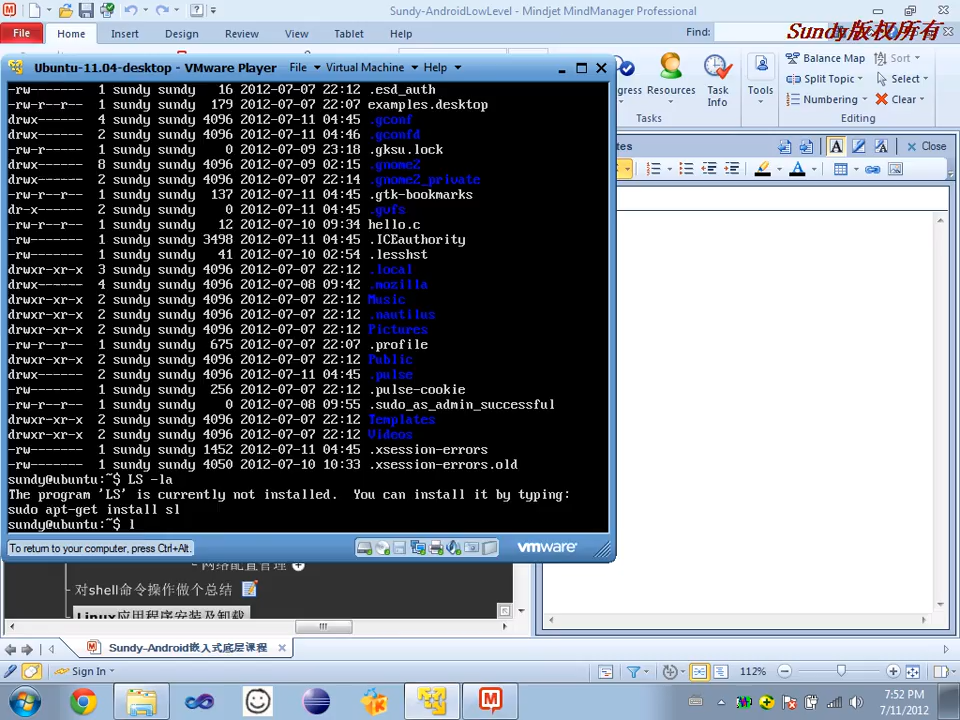 Sundy-AndroidLowLevel - Mindjet MindManager Professional
Sundy版权所有
File Home Insert Design Review View Tablet Help Find:
Ubuntu-11.04-desktop - VMware Player File Virtual Machine Help
Resources Task Info Tools
Tasks
Balance Map Sort
Split Topic Select
Numbering Clear
Editing
Close
-rw------- 1 sundy sundy 16 2012-07-07 22:12 .esd_auth
-rw-r--r-- 1 sundy sundy 179 2012-07-07 22:07 examples.desktop
drwx------ 4 sundy sundy 4096 2012-07-11 04:45 .gconf
drwx------ 2 sundy sundy 4096 2012-07-11 04:46 .gconfd
-rw-r--r-- 1 sundy sundy 0 2012-07-09 23:18 .gksu.lock
drwx------ 8 sundy sundy 4096 2012-07-09 02:15 .gnome2
drwx------ 2 sundy sundy 4096 2012-07-07 22:14 .gnome2_private
-rw-r--r-- 1 sundy sundy 137 2012-07-11 04:45 .gtk-bookmarks
dr-x------ 2 sundy sundy 0 2012-07-11 04:45 .gvfs
-rw-r--r-- 1 sundy sundy 12 2012-07-10 09:34 hello.c
-rw------- 1 sundy sundy 3498 2012-07-11 04:45 .ICEauthority
-rw------- 1 sundy sundy 41 2012-07-10 02:54 .lesshst
drwxr-xr-x 3 sundy sundy 4096 2012-07-07 22:12 .local
drwx------ 4 sundy sundy 4096 2012-07-08 09:42 .mozilla
drwxr-xr-x 2 sundy sundy 4096 2012-07-07 22:12 Music
drwxr-xr-x 2 sundy sundy 4096 2012-07-07 22:12 .nautilus
drwxr-xr-x 2 sundy sundy 4096 2012-07-07 22:12 Pictures
-rw-r--r-- 1 sundy sundy 675 2012-07-07 22:07 .profile
drwxr-xr-x 2 sundy sundy 4096 2012-07-07 22:12 Public
drwx------ 2 sundy sundy 4096 2012-07-11 04:45 .pulse
-rw------- 1 sundy sundy 256 2012-07-07 22:12 .pulse-cookie
-rw-r--r-- 1 sundy sundy 0 2012-07-08 09:55 .sudo_as_admin_successful
drwxr-xr-x 2 sundy sundy 4096 2012-07-07 22:12 Templates
drwxr-xr-x 2 sundy sundy 4096 2012-07-07 22:12 Videos
-rw------- 1 sundy sundy 1452 2012-07-11 04:45 .xsession-errors
-rw------- 1 sundy sundy 4050 2012-07-10 10:33 .xsession-errors.old
sundy@ubuntu:~$ LS -la
The program 'LS' is currently not installed. You can install it by typing:
sudo apt-get install sl
sundy@ubuntu:~$ l
To return to your computer, press Ctrl+Alt.
vmware
网络配置管理
对shell命令操作做个总结
Linux应用程序安装及卸载
Sundy-Android嵌入式底层课程
Sign In
112%
7:52 PM
7/11/2012